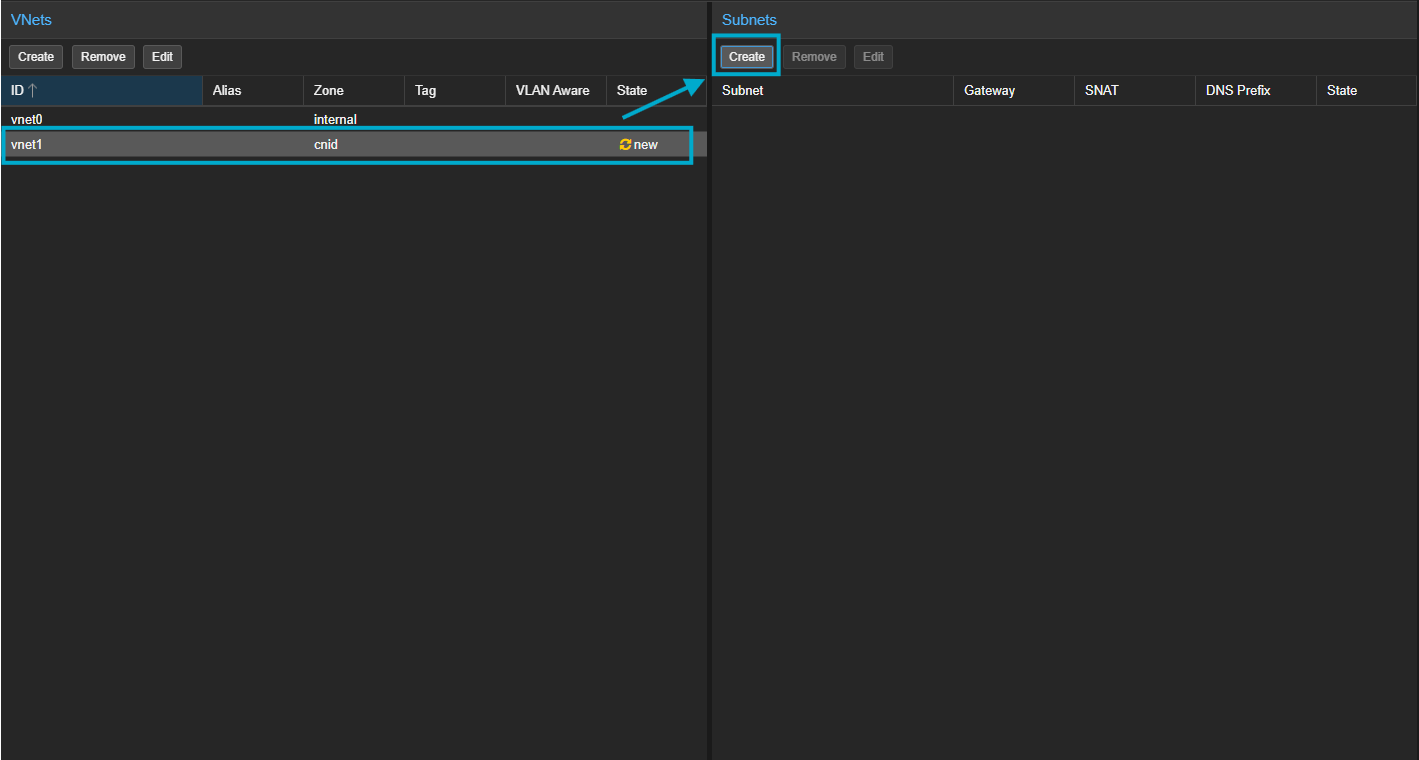 VNets
Create Remove Edit
ID Alias Zone Tag VLAN Aware State
vnet0 internal
vnet1 cnid new
Subnets
Create Remove Edit
Subnet Gateway SNAT DNS Prefix State